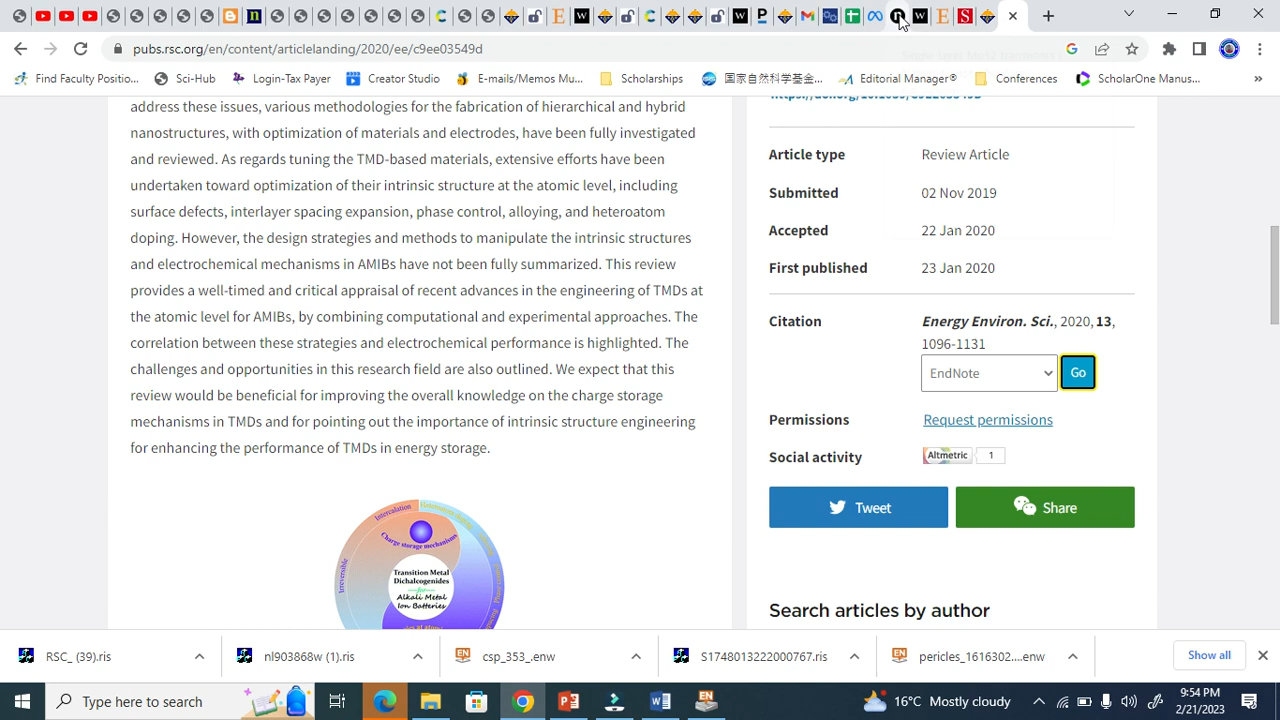 pubs.rsc.org/en/content/articlelanding/2020/ee/c9ee03549d
Find Faculty Positio...
Sci-Hub
Login-Tax Payer
Creator Studio
E-mails/Memos Mu...
Scholarships
国家自然科学基金...
Editorial Manager®
Conferences
ScholarOne Manus...
»
address these issues, various methodologies for the fabrication of hierarchical and hybrid
nanostructures, with optimization of materials and electrodes, have been fully investigated
and reviewed. As regards tuning the TMD-based materials, extensive efforts have been
undertaken toward optimization of their intrinsic structure at the atomic level, including
surface defects, interlayer spacing expansion, phase control, alloying, and heteroatom
doping. However, the design strategies and methods to manipulate the intrinsic structures
and electrochemical mechanisms in AMIBs have not been fully summarized. This review
provides a well-timed and critical appraisal of recent advances in the engineering of TMDs at
the atomic level for AMIBs, by combining computational and experimental approaches. The
correlation between these strategies and electrochemical performance is highlighted. The
challenges and opportunities in this research field are also outlined. We expect that this
review would be beneficial for improving the overall knowledge on the charge storage
mechanisms in TMDs and for pointing out the importance of intrinsic structure engineering
for enhancing the performance of TMDs in energy storage.
Intercalation
Charge storage mechanisms
Irreversible
Transition Metal
Dichalcogenides
for
Alkali Metal
Ion Batteries
https://doi.org/10.1039/C9EE03549D
Article type
Review Article
Submitted
02 Nov 2019
Accepted
22 Jan 2020
First published
23 Jan 2020
Citation
Energy Environ. Sci., 2020, 13,
1096-1131
EndNote
Go
Permissions
Request permissions
Social activity
Altmetric
1
Tweet
Share
Search articles by author
RSC_ (39).ris
nl903868w (1).ris
csp_353_.enw
S1748013222000767.ris
pericles_1616302....enw
Show all
Type here to search
16°C Mostly cloudy
9:54 PM
2/21/2023